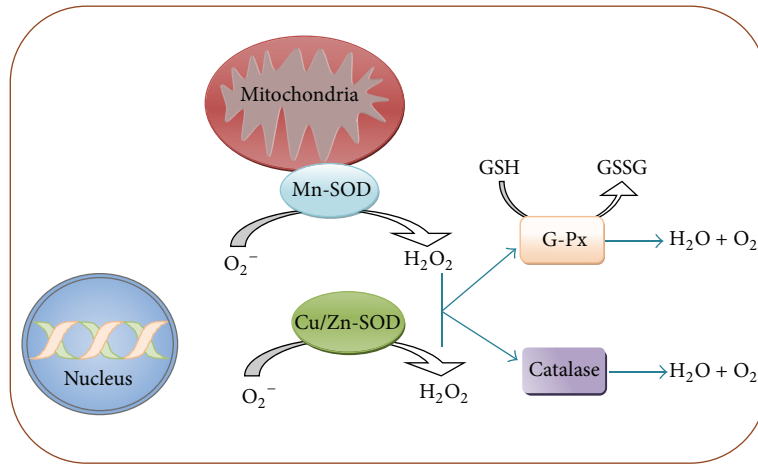 Mitochondria
Mn-SOD
GSH
GSSG
G-Px
H₂O + O₂
O₂⁻
H₂O₂
Cu/Zn-SOD
Nucleus
O₂⁻
H₂O₂
Catalase
H₂O + O₂